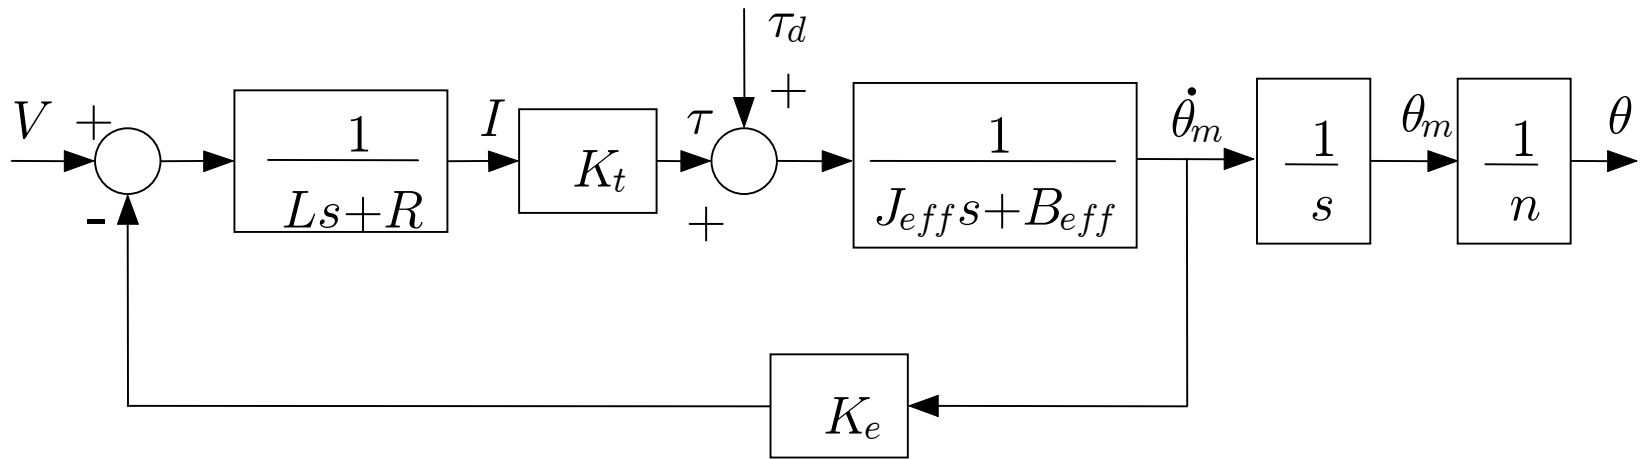 τ_d
V + 1/(Ls+R) I K_t τ + 1/(J_eff s+B_eff) θ̇_m 1/s θ_m 1/n θ
- +
K_e